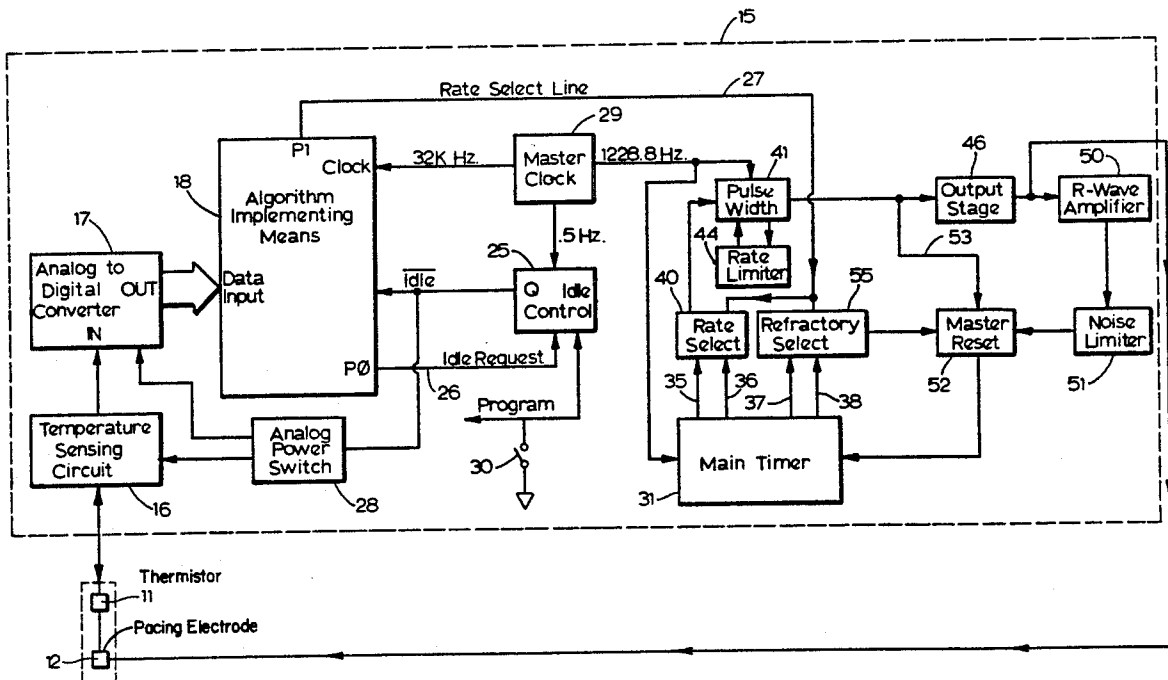 15
Rate Select Line
27
29
P1
Clock
32K Hz.
Master
Clock
1228.8 Hz.
41
Pulse
Width
46
Output
Stage
50
R-Wave
Amplifier
18
Algorithm
Implementing
Means
17
Analog to
Digital OUT
Converter
IN
Data
Input
.5 Hz.
25
Idle
Q Idle
Control
44
Rate
Limiter
53
40
Rate
Select
55
Refractory
Select
Master
Reset
52
Noise
Limiter
51
PØ
Idle Request
26
35
36
37
38
Program
30
Temperature
Sensing
Circuit
16
Analog
Power
Switch
28
Main Timer
31
Thermistor
11
Pacing Electrode
12